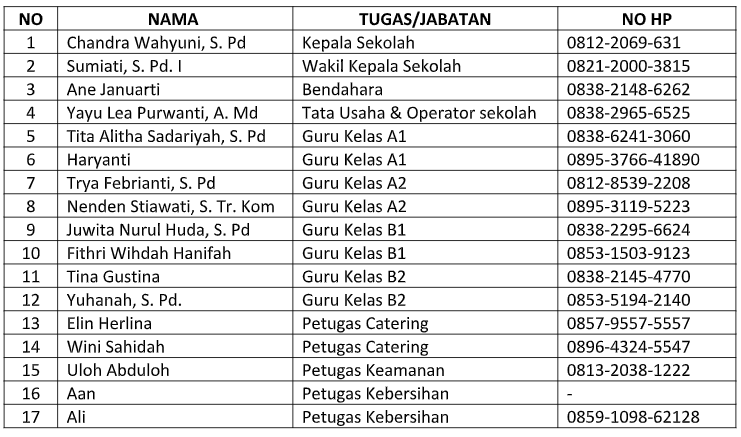 NO NAMA TUGAS/JABATAN NO HP
1 Chandra Wahyuni, S. Pd Kepala Sekolah 0812-2069-631
2 Sumiati, S. Pd. I Wakil Kepala Sekolah 0821-2000-3815
3 Ane Januarti Bendahara 0838-2148-6262
4 Yayu Lea Purwanti, A. Md Tata Usaha & Operator sekolah 0838-2965-6525
5 Tita Alitha Sadariyah, S. Pd Guru Kelas A1 0838-6241-3060
6 Haryanti Guru Kelas A1 0895-3766-41890
7 Trya Febrianti, S. Pd Guru Kelas A2 0812-8539-2208
8 Nenden Stiawati, S. Tr. Kom Guru Kelas A2 0895-3119-5223
9 Juwita Nurul Huda, S. Pd Guru Kelas B1 0838-2295-6624
10 Fithri Wihdah Hanifah Guru Kelas B1 0853-1503-9123
11 Tina Gustina Guru Kelas B2 0838-2145-4770
12 Yuhanah, S. Pd. Guru Kelas B2 0853-5194-2140
13 Elin Herlina Petugas Catering 0857-9557-5557
14 Wini Sahidah Petugas Catering 0896-4324-5547
15 Uloh Abduloh Petugas Keamanan 0813-2038-1222
16 Aan Petugas Kebersihan -
17 Ali Petugas Kebersihan 0859-1098-62128